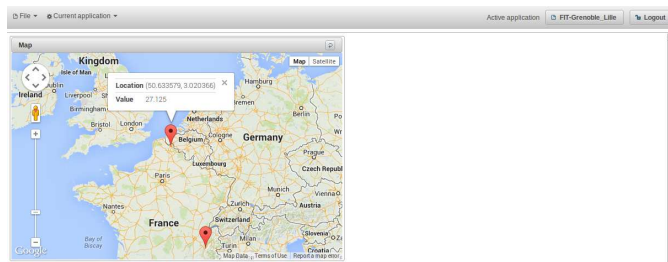 File Current application Active application FIT-Grenoble_Lille Logout
Map
Kingdom Map Satellite
Isle of Man
Dublin
Hamburg
Ireland Liverpool
Location (50.633579, 3.020366)
Bremen
Birmingham
Value 27.125
Berlin
Bristol London Netherlands
Belgium Cologne Germany
Luxembourg Prague
Paris Czech Republ
Munich Vienna
Nantes Zurich Austria
Switzerland
France
Bay of
Biscay
Milan Slovenia
Turin Croatia
Google Map Data Terms of Use Report a map error